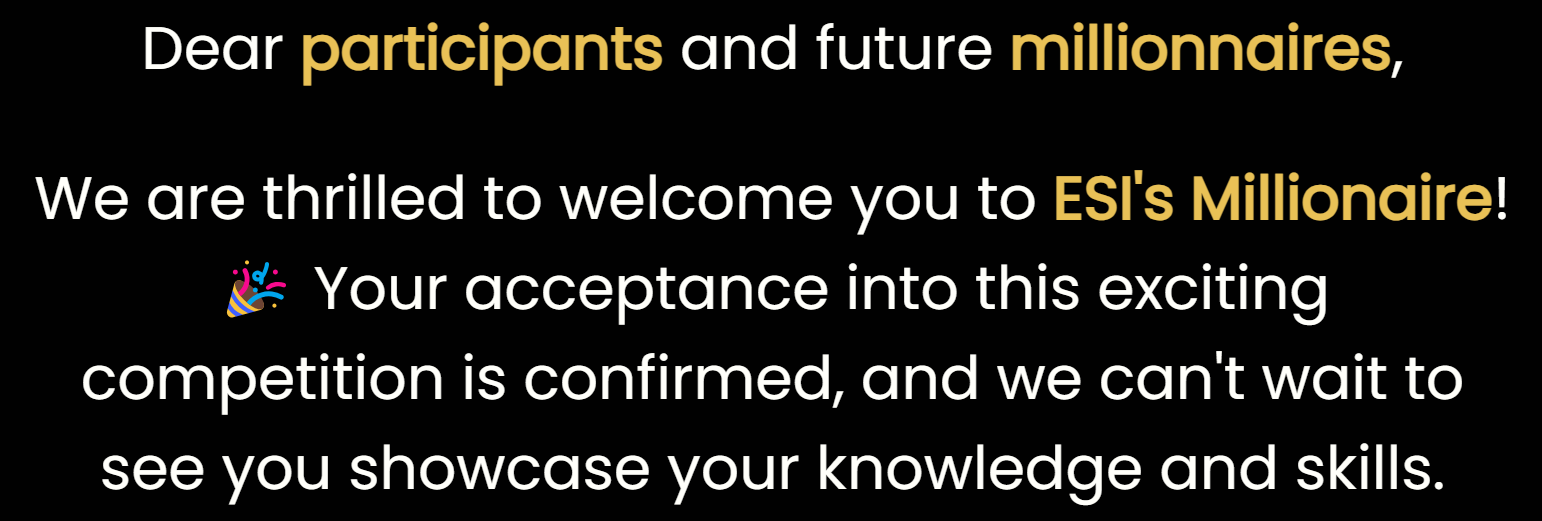 Dear participants and future millionnaires,
We are thrilled to welcome you to ESI's Millionaire!
🎉 Your acceptance into this exciting
competition is confirmed, and we can't wait to
see you showcase your knowledge and skills.